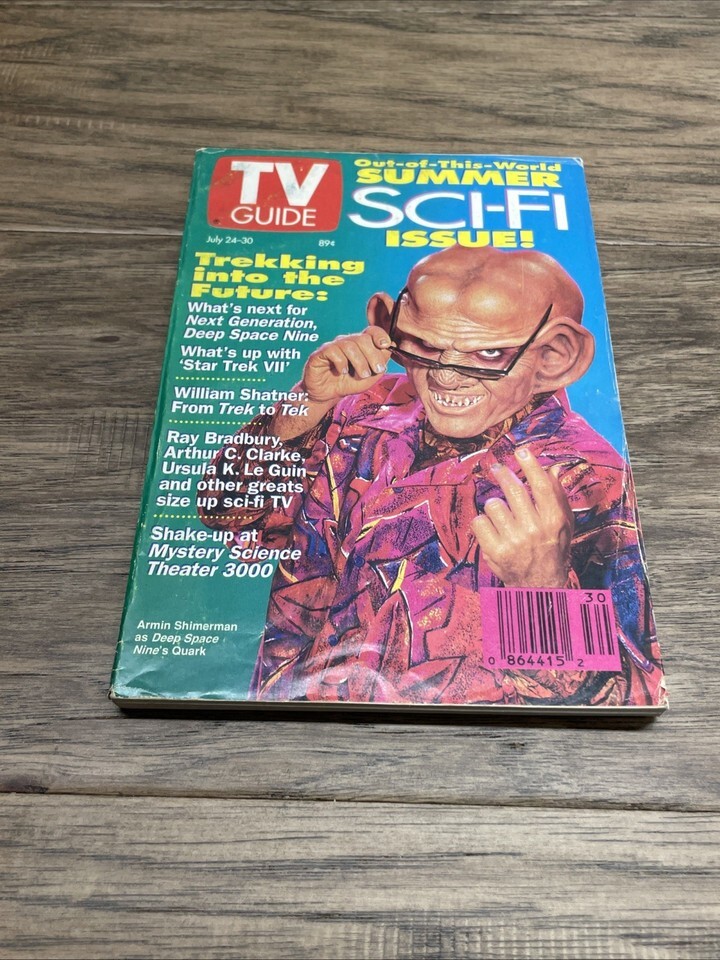 TV
GUIDE
July 24-30
89¢
Out-of-This-World
SUMMER
SCI-FI
ISSUE!
Trekking
into the
Future:
What's next for
Next Generation,
Deep Space Nine
What's up with
'Star Trek VII'
William Shatner:
From Trek to Tek
Ray Bradbury,
Arthur C. Clarke,
Ursula K. Le Guin
and other greats
size up sci-fi TV
Shake-up at
Mystery Science
Theater 3000
Armin Shimerman
as Deep Space
Nine's Quark
30
0 864415 2